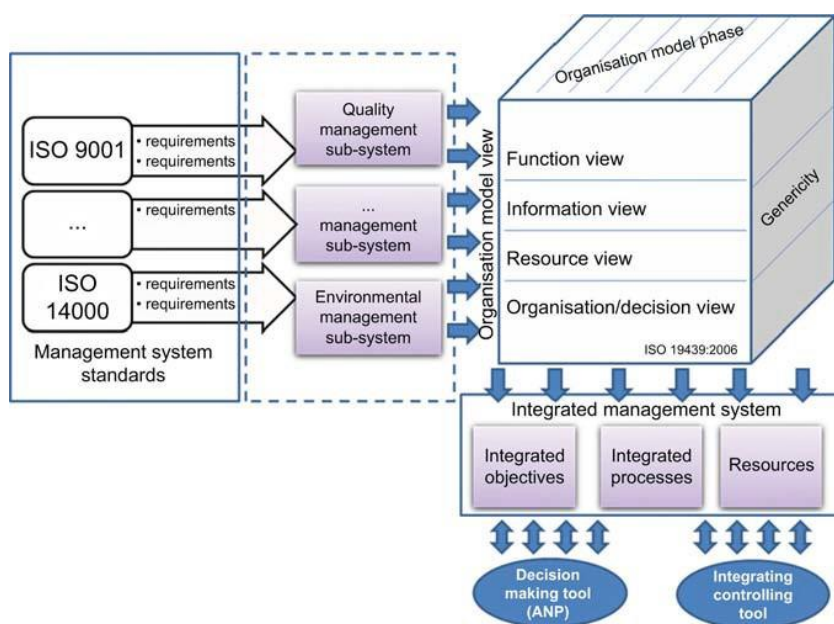 ISO 9001
• requirements
• requirements
...
• requirements
ISO
14000
• requirements
• requirements
Management system
standards
Quality
management
sub-system
...
management
sub-system
Environmental
management
sub-system
Organisation model view
Organisation model phase
Genericity
Function view
Information view
Resource view
Organisation/decision view
ISO 19439:2006
Integrated management system
Integrated
objectives
Integrated
processes
Resources
Decision
making tool
(ANP)
Integrating
controlling
tool